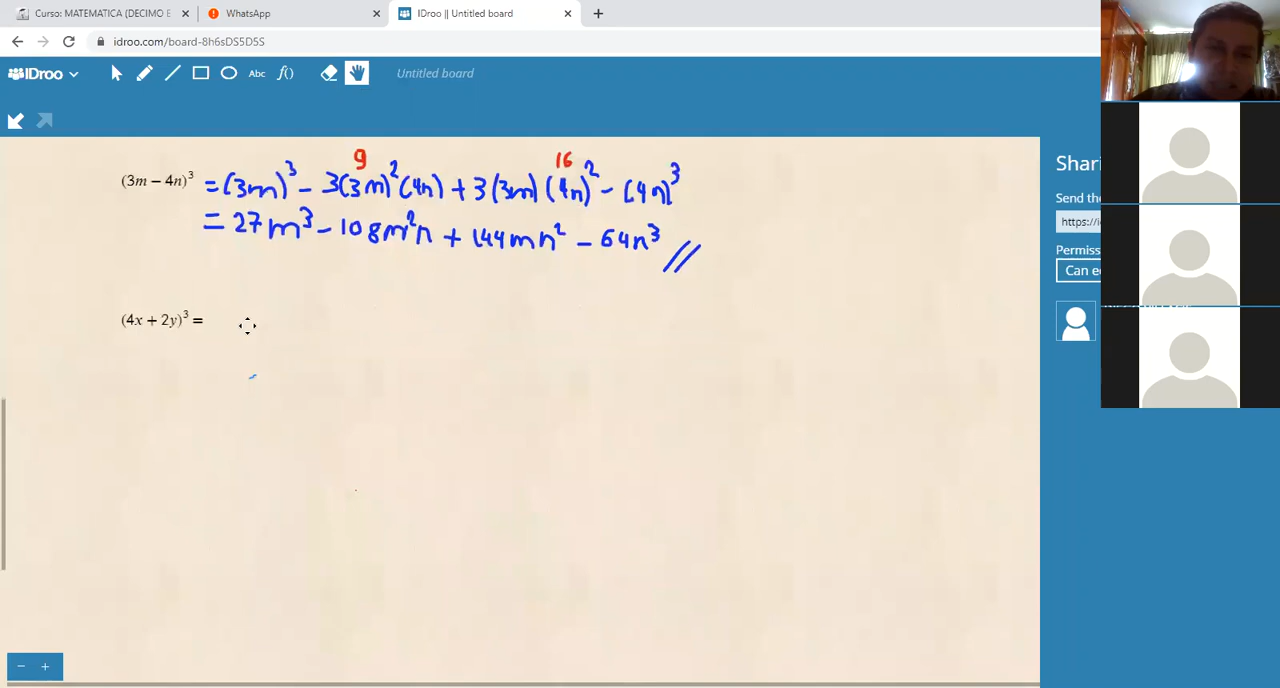 Curso: MATEMATICA (DECIMO E
WhatsApp
IDroo || Untitled board
idroo.com/board-8h6sDS5D5S
IDroo
Abc
f()
Untitled board
Shari
Send the
https://i
Permiss
Can e
9
16
(3m − 4n)³ = (3m)³ − 3(3m)²(4n) + 3(3m)(4n)² − (4n)³
= 27m³ − 108m²n + 144mn² − 64n³ //
(4x + 2y)³ =